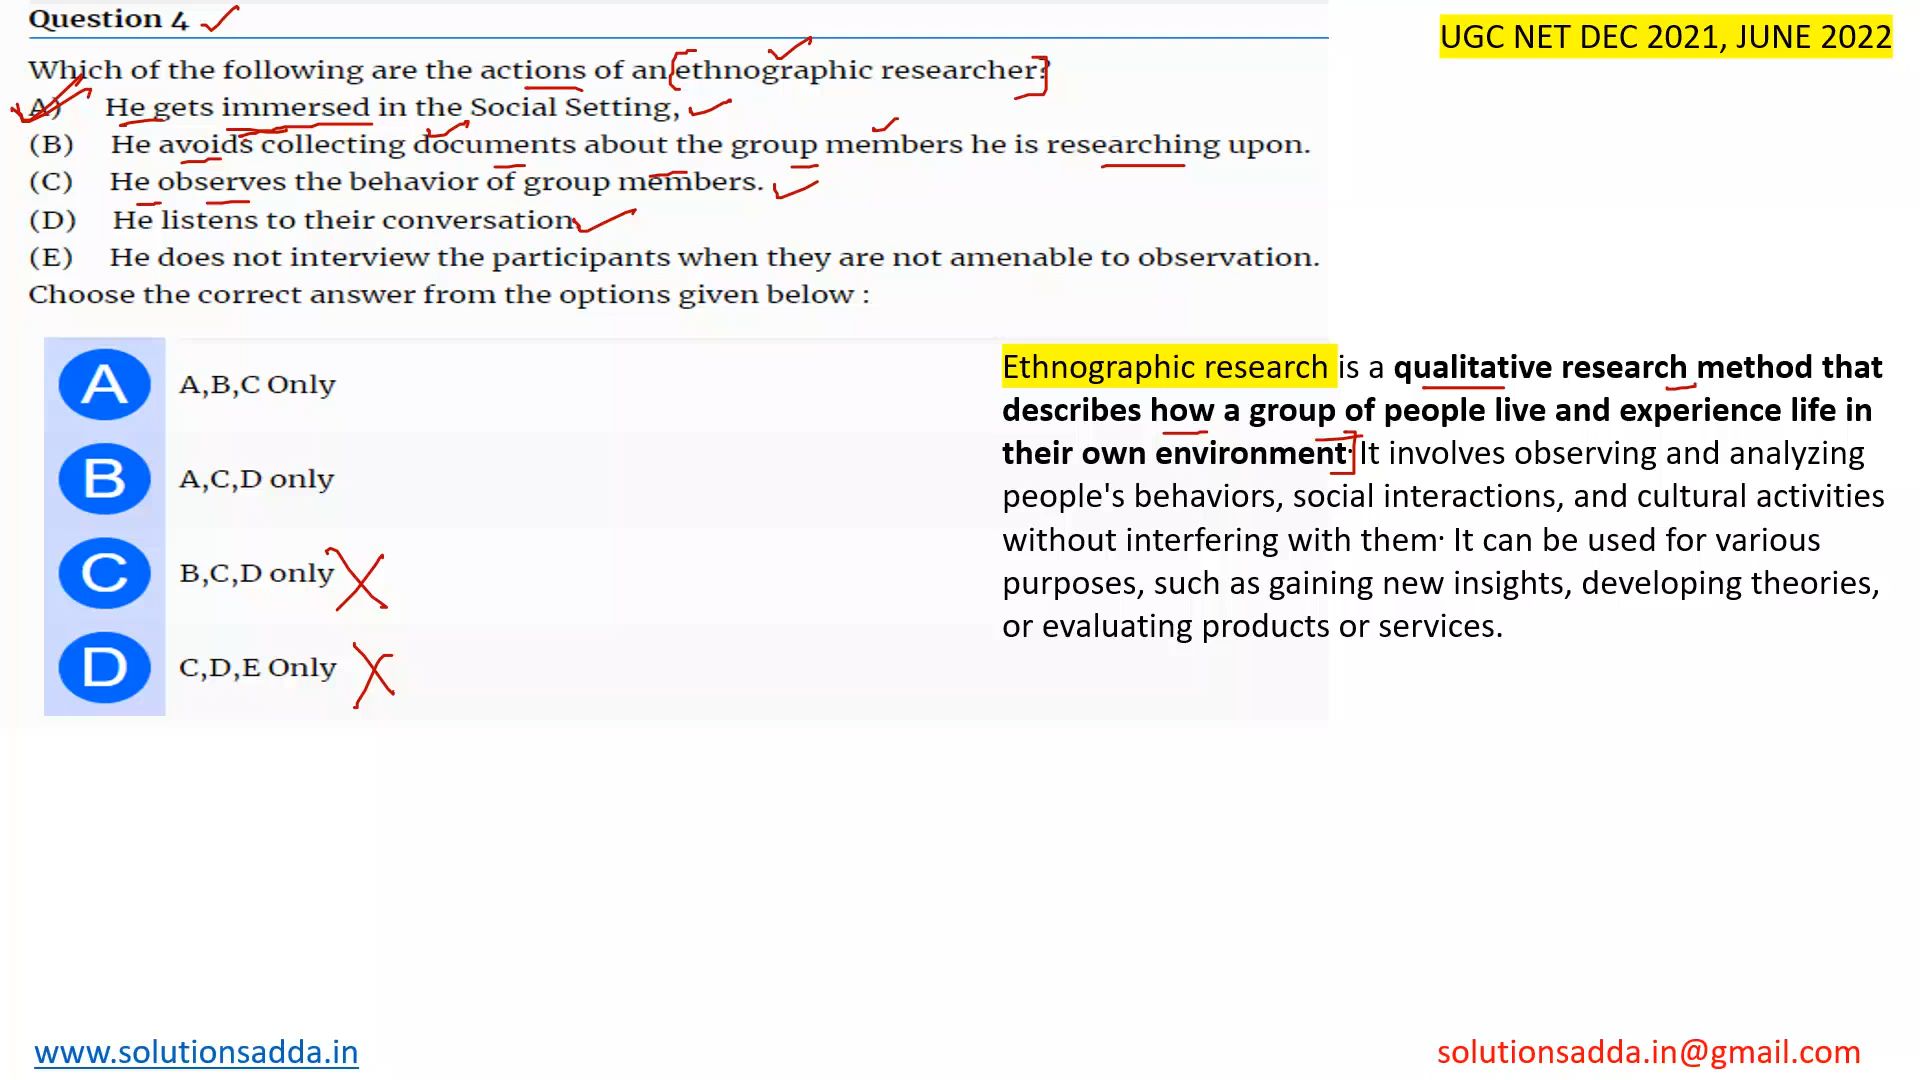 Question 4
UGC NET DEC 2021, JUNE 2022
Which of the following are the actions of an ethnographic researcher?
A) He gets immersed in the Social Setting,
(B) He avoids collecting documents about the group members he is researching upon.
(C) He observes the behavior of group members.
(D) He listens to their conversation
(E) He does not interview the participants when they are not amenable to observation.
Choose the correct answer from the options given below :
A A,B,C Only
B A,C,D only
C B,C,D only
D C,D,E Only
Ethnographic research is a qualitative research method that
describes how a group of people live and experience life in
their own environment. It involves observing and analyzing
people's behaviors, social interactions, and cultural activities
without interfering with them. It can be used for various
purposes, such as gaining new insights, developing theories,
or evaluating products or services.
www.solutionsadda.in
solutionsadda.in@gmail.com